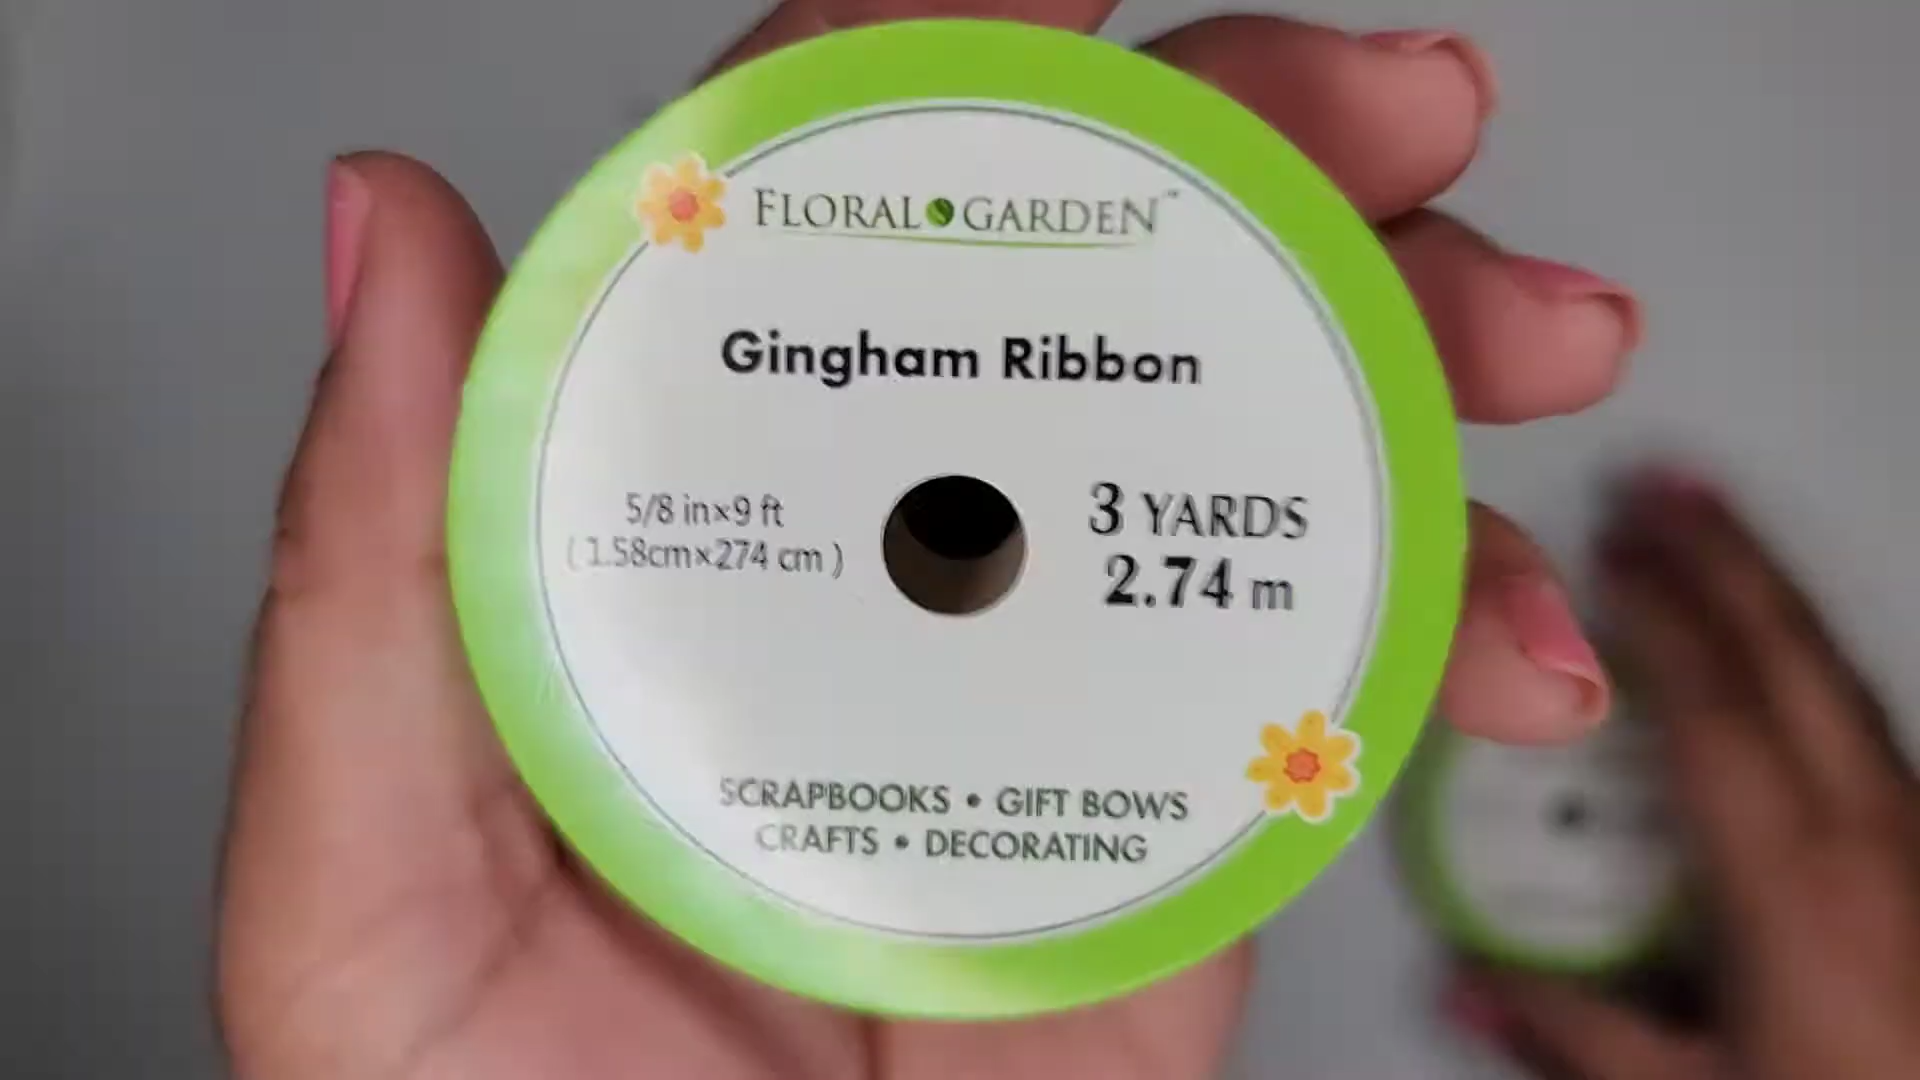 FLORAL GARDEN™
Gingham Ribbon
5/8 in×9 ft
( 1.58cm×274 cm )
3 YARDS
2.74 m
SCRAPBOOKS • GIFT BOWS
CRAFTS • DECORATING